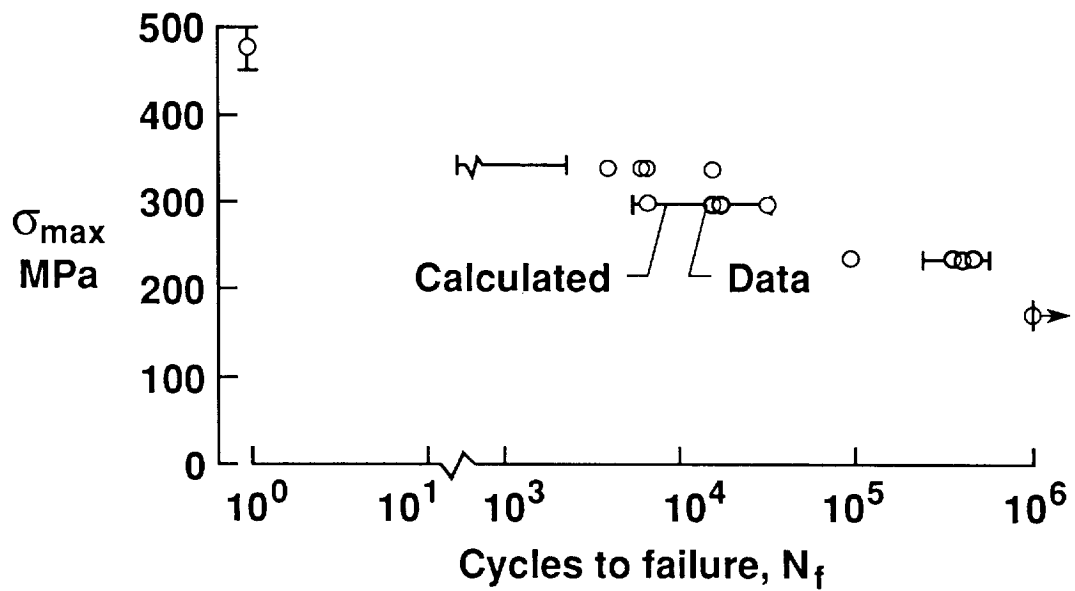 500
400
300
200
100
0
σmax
MPa
Calculated
Data
10⁰ 10¹ 10³ 10⁴ 10⁵ 10⁶
Cycles to failure, Nf